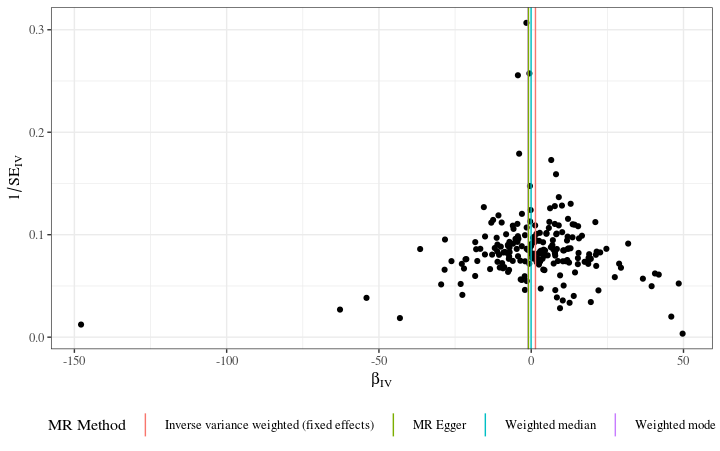 0.3
0.2
0.1
0.0
1/SE_IV
-150 -100 -50 0 50
β_IV
MR Method Inverse variance weighted (fixed effects) MR Egger Weighted median Weighted mode